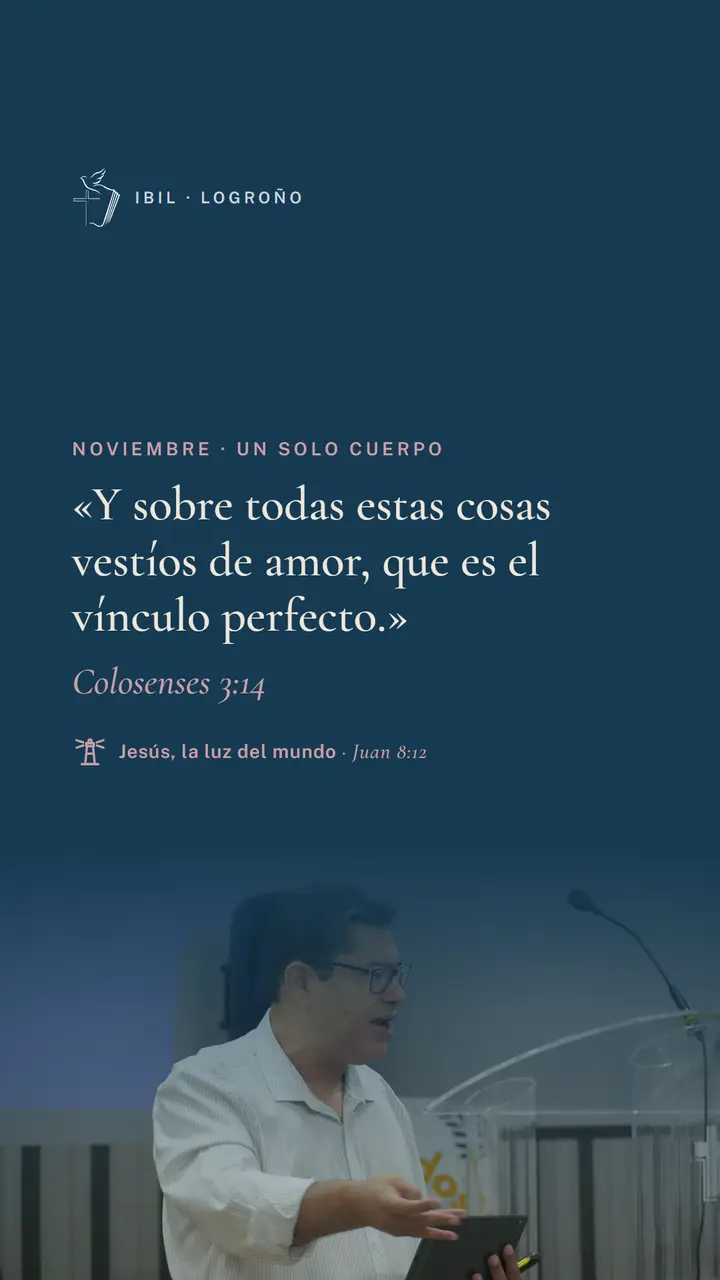 IBIL · LOGROÑO
NOVIEMBRE · UN SOLO CUERPO
«Y sobre todas estas cosas
vestíos de amor, que es el
vínculo perfecto.»
Colosenses 3:14
Jesús, la luz del mundo · Juan 8:12